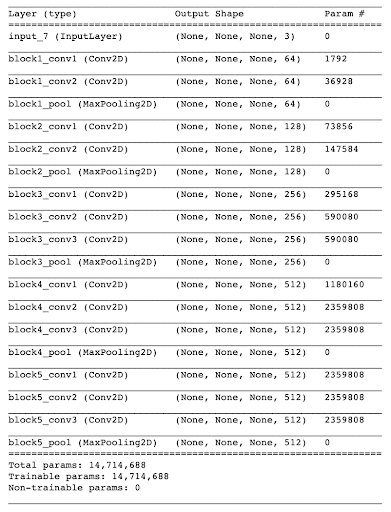 Layer (type) Output Shape Param #
input_7 (InputLayer) (None, None, None, 3) 0
block1_conv1 (Conv2D) (None, None, None, 64) 1792
block1_conv2 (Conv2D) (None, None, None, 64) 36928
block1_pool (MaxPooling2D) (None, None, None, 64) 0
block2_conv1 (Conv2D) (None, None, None, 128) 73856
block2_conv2 (Conv2D) (None, None, None, 128) 147584
block2_pool (MaxPooling2D) (None, None, None, 128) 0
block3_conv1 (Conv2D) (None, None, None, 256) 295168
block3_conv2 (Conv2D) (None, None, None, 256) 590080
block3_conv3 (Conv2D) (None, None, None, 256) 590080
block3_pool (MaxPooling2D) (None, None, None, 256) 0
block4_conv1 (Conv2D) (None, None, None, 512) 1180160
block4_conv2 (Conv2D) (None, None, None, 512) 2359808
block4_conv3 (Conv2D) (None, None, None, 512) 2359808
block4_pool (MaxPooling2D) (None, None, None, 512) 0
block5_conv1 (Conv2D) (None, None, None, 512) 2359808
block5_conv2 (Conv2D) (None, None, None, 512) 2359808
block5_conv3 (Conv2D) (None, None, None, 512) 2359808
block5_pool (MaxPooling2D) (None, None, None, 512) 0
Total params: 14,714,688
Trainable params: 14,714,688
Non-trainable params: 0